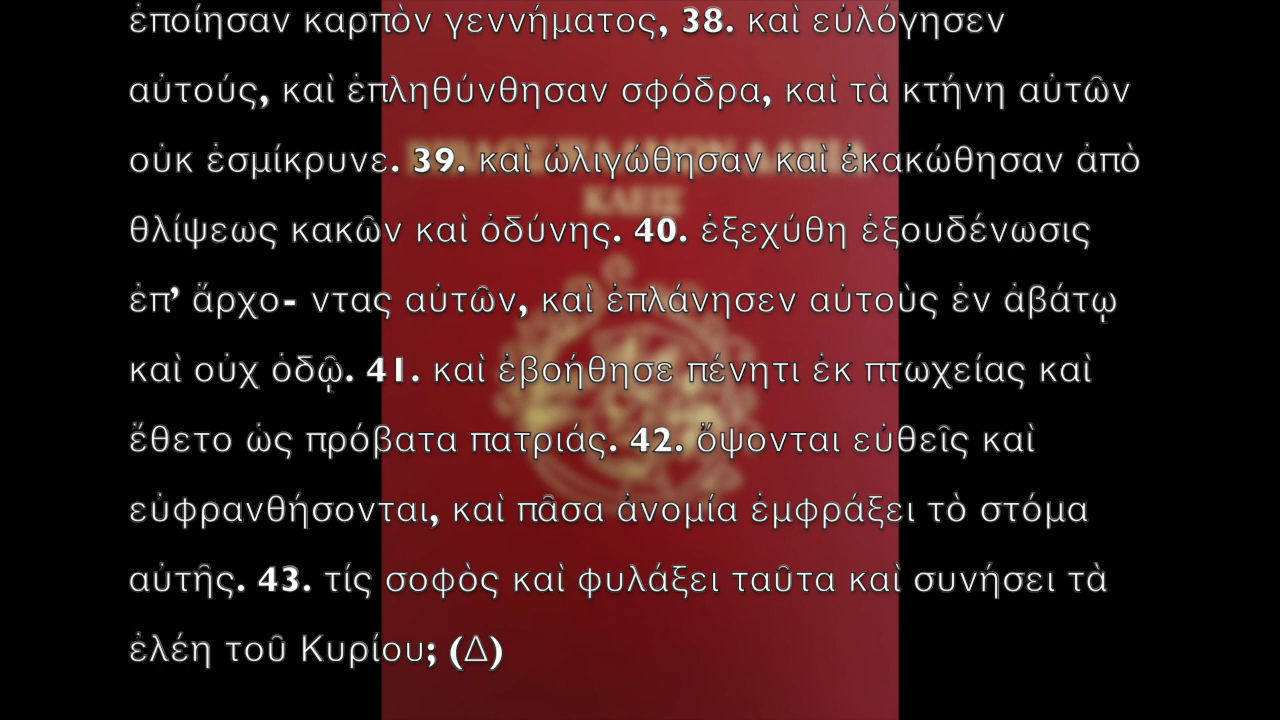 ἐποίησαν καρπὸν γεννήματος, 38. καὶ εὐλόγησεν
αὐτούς, καὶ ἐπληθύνθησαν σφόδρα, καὶ τὰ κτήνη αὐτῶν
οὐκ ἐσμίκρυνε. 39. καὶ ὠλιγώθησαν καὶ ἐκακώθησαν ἀπὸ
ΚΛΕΙΣ
θλίψεως κακῶν καὶ ὀδύνης. 40. ἐξεχύθη ἐξουδένωσις
ἐπ’ ἄρχο- ντας αὐτῶν, καὶ ἐπλάνησεν αὐτοὺς ἐν ἀβάτῳ
καὶ οὐχ ὁδῷ. 41. καὶ ἐβοήθησε πένητι ἐκ πτωχείας καὶ
ἔθετο ὡς πρόβατα πατριάς. 42. ὄψονται εὐθεῖς καὶ
εὐφρανθήσονται, καὶ πᾶσα ἀνομία ἐμφράξει τὸ στόμα
αὐτῆς. 43. τίς σοφὸς καὶ φυλάξει ταῦτα καὶ συνήσει τὰ
ἐλέη τοῦ Κυρίου; (Δ)